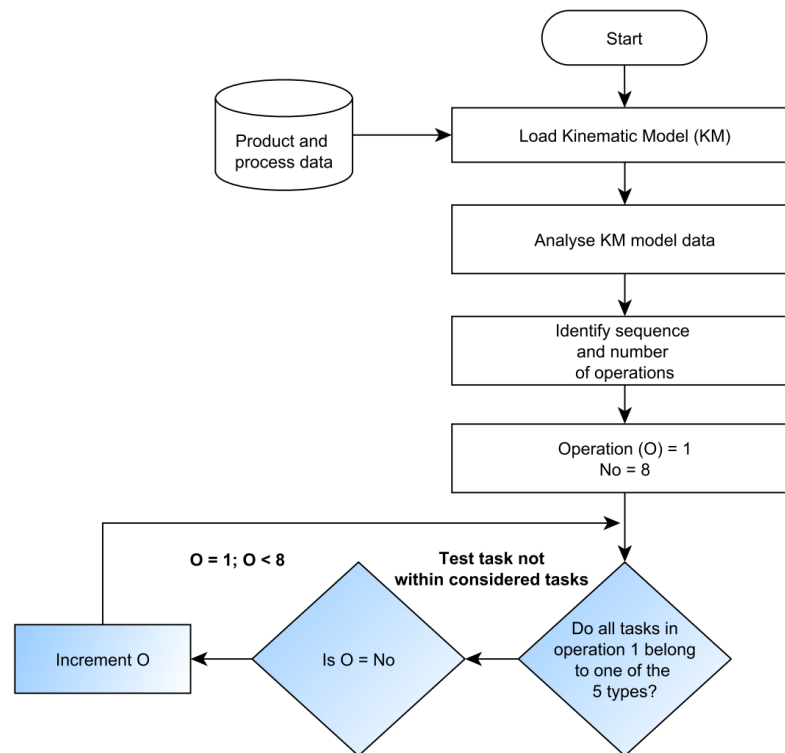 Start
Product and
process data
Load Kinematic Model (KM)
Analyse KM model data
Identify sequence
and number
of operations
Operation (O) = 1
No = 8
O = 1; O < 8
Test task not
within considered tasks
Increment O
Is O = No
Do all tasks in
operation 1 belong
to one of the
5 types?